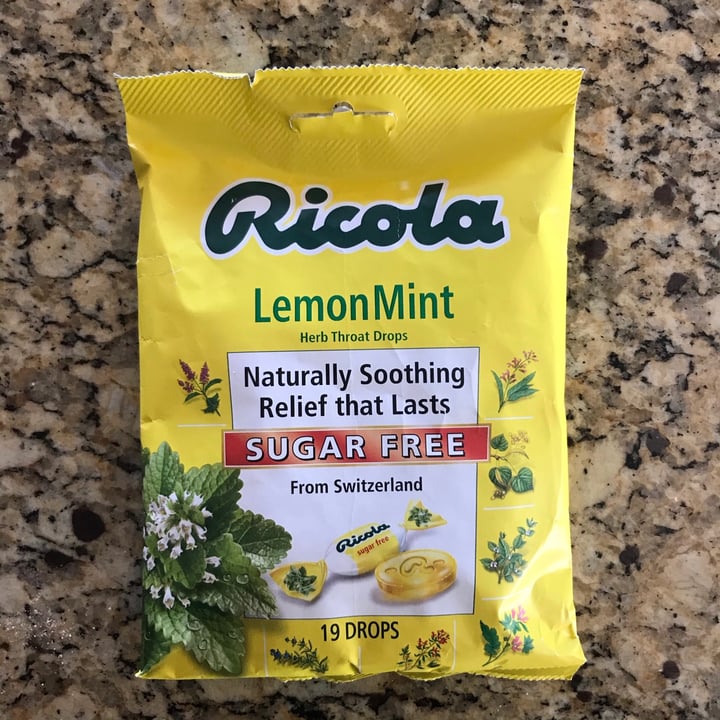 Ricola
LemonMint
Herb Throat Drops
Naturally Soothing
Relief that Lasts
SUGAR FREE
From Switzerland
Ricola
sugar free
19 DROPS